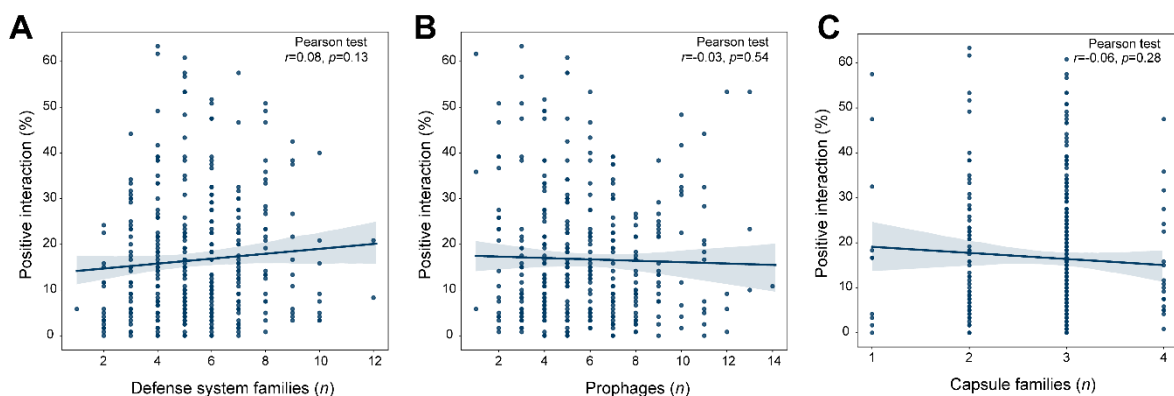 A
Pearson test
r=0.08, p=0.13
Positive interaction (%)
60
50
40
30
20
10
0
2
4
6
8
10
12
Defense system families (n)
B
Pearson test
r=-0.03, p=0.54
Positive interaction (%)
60
50
40
30
20
10
0
2
4
6
8
10
12
14
Prophages (n)
C
Pearson test
r=-0.06, p=0.28
Positive interaction (%)
60
50
40
30
20
10
0
1
2
3
4
Capsule families (n)